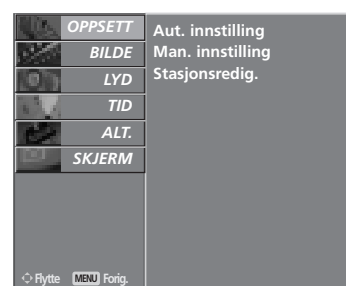 OPPSETT
BILDE
LYD
TID
ALT.
SKJERM
Aut. innstilling
Man. innstilling
Stasjonsredig.
Flytte MENU Forig.